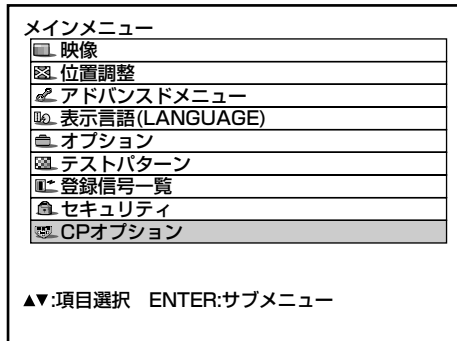 メインメニュー
映像
位置調整
アドバンスドメニュー
表示言語(LANGUAGE)
オプション
テストパターン
登録信号一覧
セキュリティ
CPオプション
▲▼:項目選択 ENTER:サブメニュー